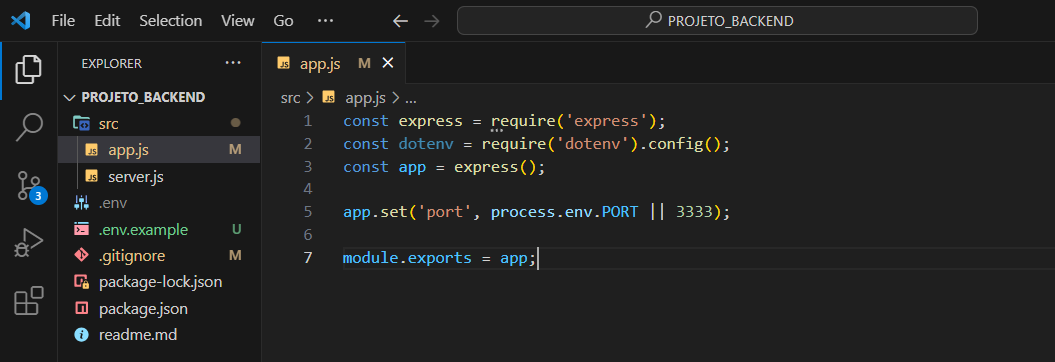 File Edit Selection View Go ··· PROJETO_BACKEND
EXPLORER ···
PROJETO_BACKEND
src
app.js M
server.js
.env
.env.example U
.gitignore M
package-lock.json
package.json
readme.md
3
app.js M
src > app.js > ...
1 const express = require('express');
2 const dotenv = require('dotenv').config();
3 const app = express();
4
5 app.set('port', process.env.PORT || 3333);
6
7 module.exports = app;